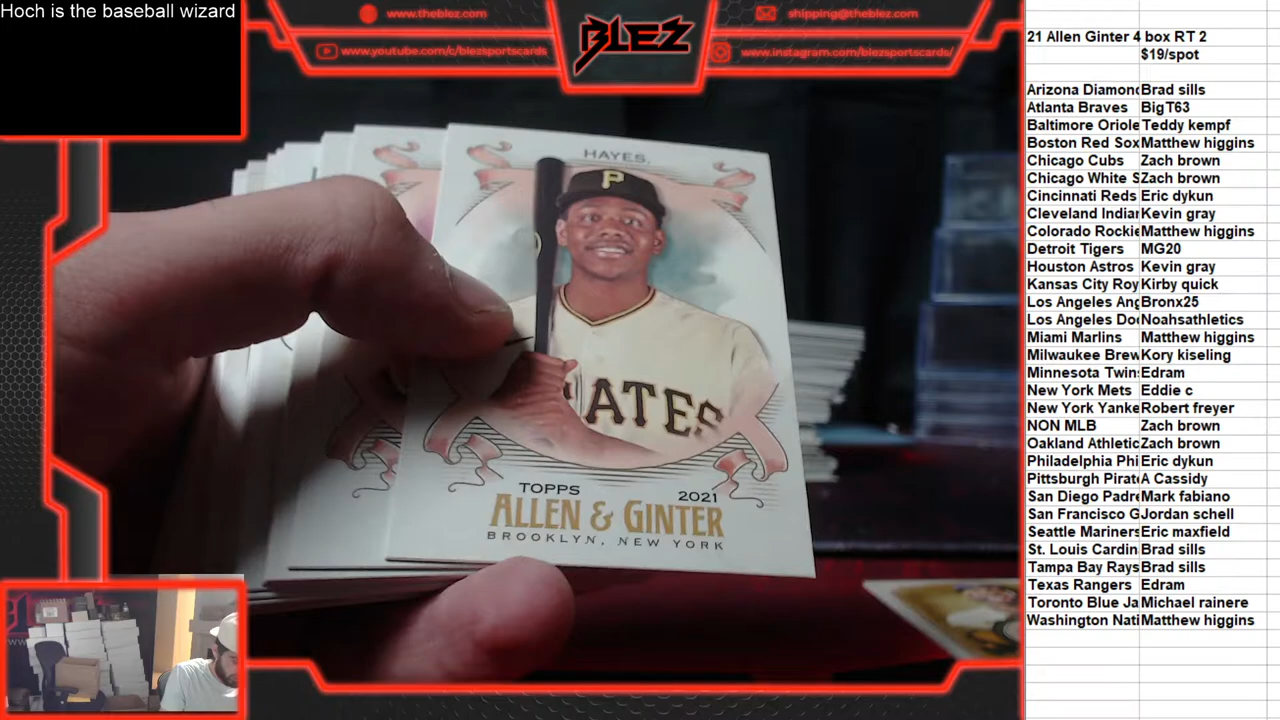 Hoch is the baseball wizard
www.theblez.com
shipping@theblez.com
www.youtube.com/c/blezsportscards
BLEZ
www.instagram.com/blezsportscards/
HAYES.
P
PIRATES
TOPPS 2021
ALLEN & GINTER
BROOKLYN, NEW YORK
21 Allen Ginter 4 box RT 2
$19/spot
Arizona Diamond Brad sills
Atlanta Braves BigT63
Baltimore Oriole Teddy kempf
Boston Red Sox Matthew higgins
Chicago Cubs Zach brown
Chicago White S Zach brown
Cincinnati Reds Eric dykun
Cleveland Indian Kevin gray
Colorado Rockie Matthew higgins
Detroit Tigers MG20
Houston Astros Kevin gray
Kansas City Roy Kirby quick
Los Angeles Ang Bronx25
Los Angeles Dod Noahsathletics
Miami Marlins Matthew higgins
Milwaukee Brew Kory kiseling
Minnesota Twins Edram
New York Mets Eddie c
New York Yanke Robert freyer
NON MLB Zach brown
Oakland Athletic Zach brown
Philadelphia Phi Eric dykun
Pittsburgh Pirate A Cassidy
San Diego Padre Mark fabiano
San Francisco G Jordan schell
Seattle Mariners Eric maxfield
St. Louis Cardin Brad sills
Tampa Bay Rays Brad sills
Texas Rangers Edram
Toronto Blue Ja Michael rainere
Washington Nati Matthew higgins